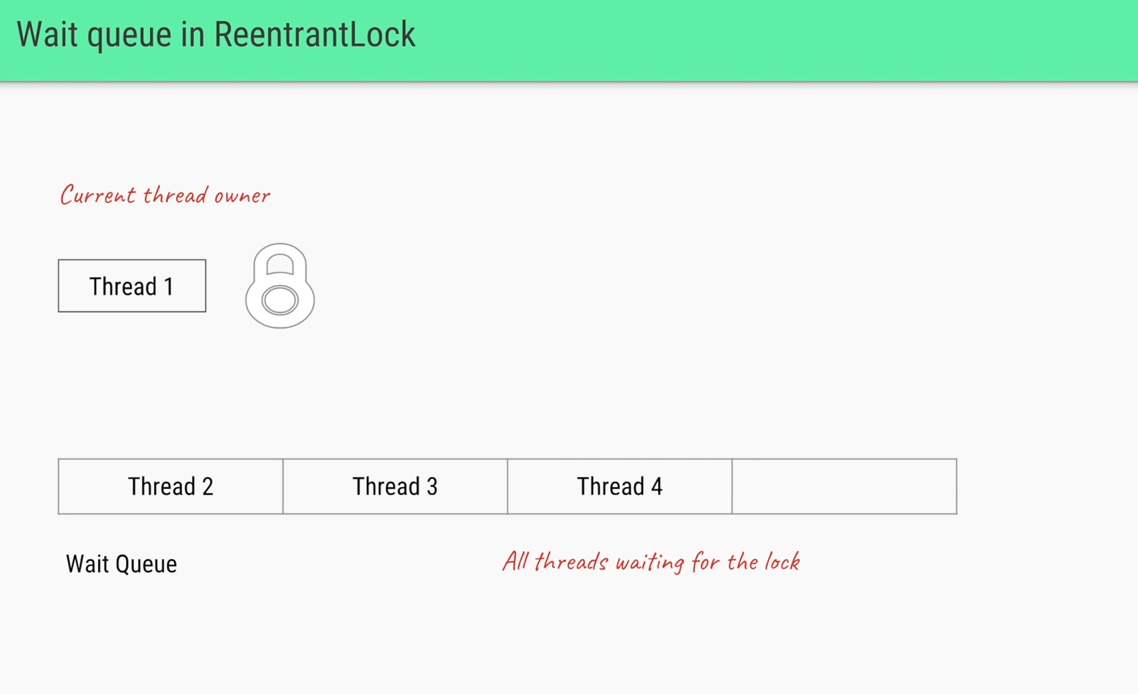 Wait queue in ReentrantLock
Current thread owner
Thread 1
Thread 2 Thread 3 Thread 4
Wait Queue All threads waiting for the lock